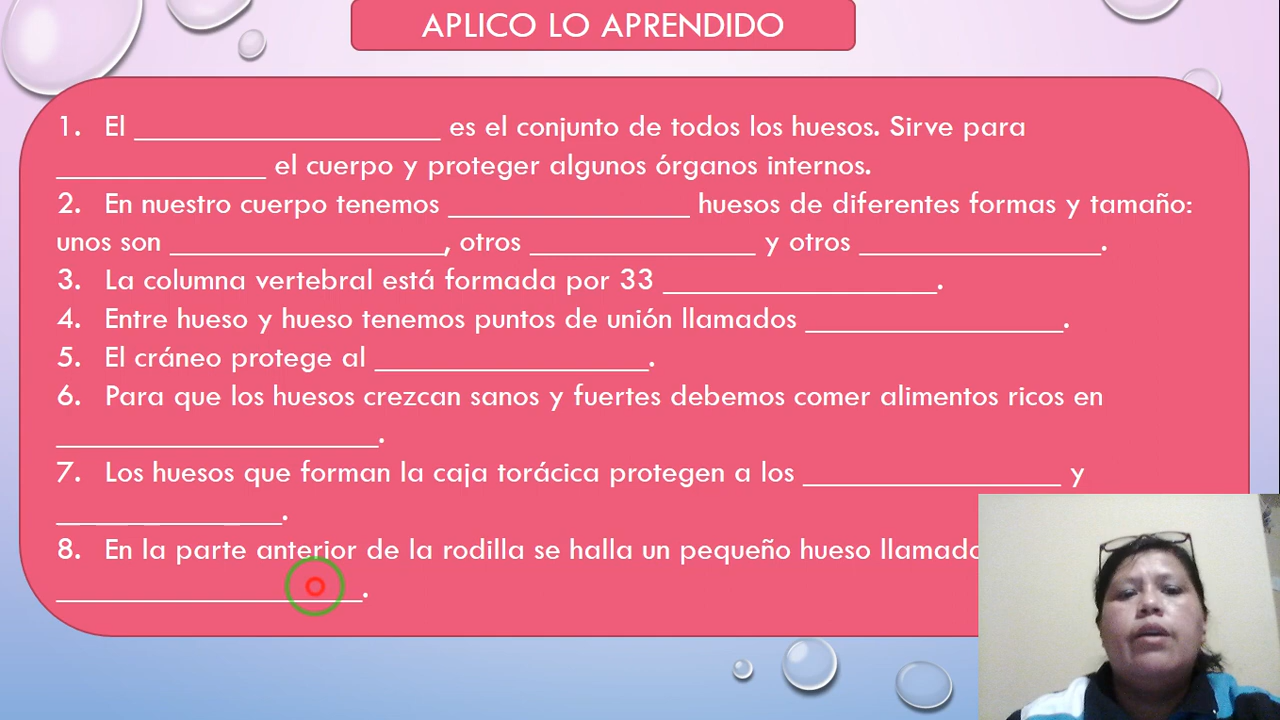 APLICO LO APRENDIDO
1. El ____________________ es el conjunto de todos los huesos. Sirve para
______________ el cuerpo y proteger algunos órganos internos.
2. En nuestro cuerpo tenemos ________________ huesos de diferentes formas y tamaño:
unos son __________________, otros _______________ y otros ________________.
3. La columna vertebral está formada por 33 __________________.
4. Entre hueso y hueso tenemos puntos de unión llamados _________________.
5. El cráneo protege al __________________.
6. Para que los huesos crezcan sanos y fuertes debemos comer alimentos ricos en
_____________________.
7. Los huesos que forman la caja torácica protegen a los _________________ y
_______________.
8. En la parte anterior de la rodilla se halla un pequeño hueso
____________________.